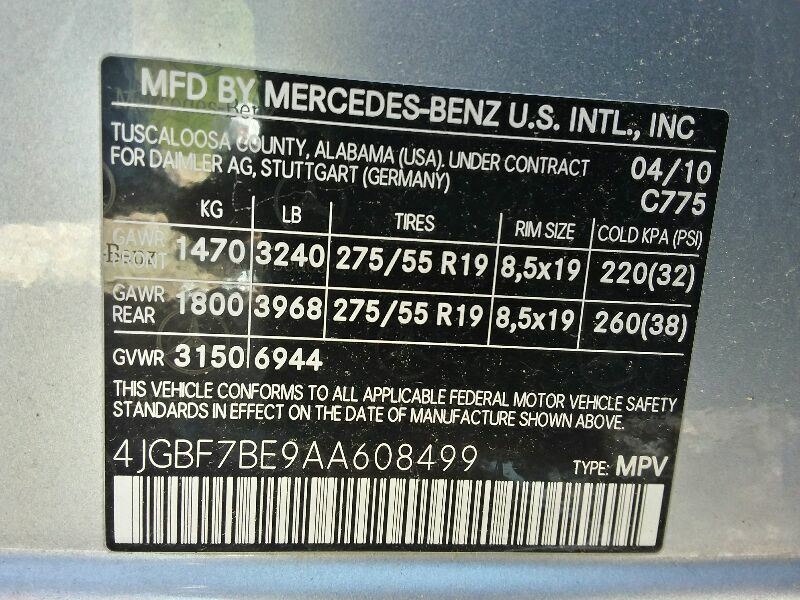 MFD BY MERCEDES-BENZ U.S. INTL., INC
TUSCALOOSA COUNTY, ALABAMA (USA). UNDER CONTRACT 04/10
FOR DAIMLER AG, STUTTGART (GERMANY) C775
KG LB TIRES RIM SIZE COLD KPA (PSI)
GAWR FRONT 1470 3240 275/55 R19 8,5x19 220(32)
GAWR REAR 1800 3968 275/55 R19 8,5x19 260(38)
GVWR 3150 6944
THIS VEHICLE CONFORMS TO ALL APPLICABLE FEDERAL MOTOR VEHICLE SAFETY
STANDARDS IN EFFECT ON THE DATE OF MANUFACTURE SHOWN ABOVE.
4JGBF7BE9AA608499 TYPE: MPV